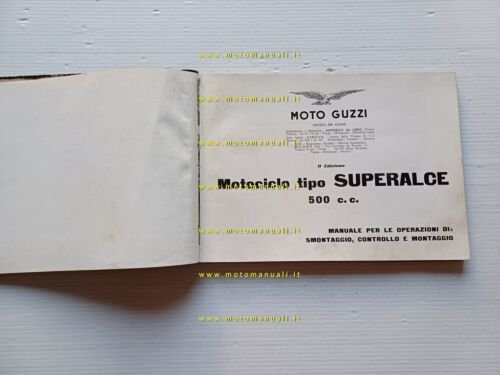 www.motomanuali.it
www.motomanuali.it
MOTO GUZZI
II Edizione
Motociclo tipo SUPERALCE
500 c.c.
www.motomanuali.it
MANUALE PER LE OPERAZIONI DI:
SMONTAGGIO, CONTROLLO E MONTAGGIO
www.motomanuali.it
www.motomanuali.it